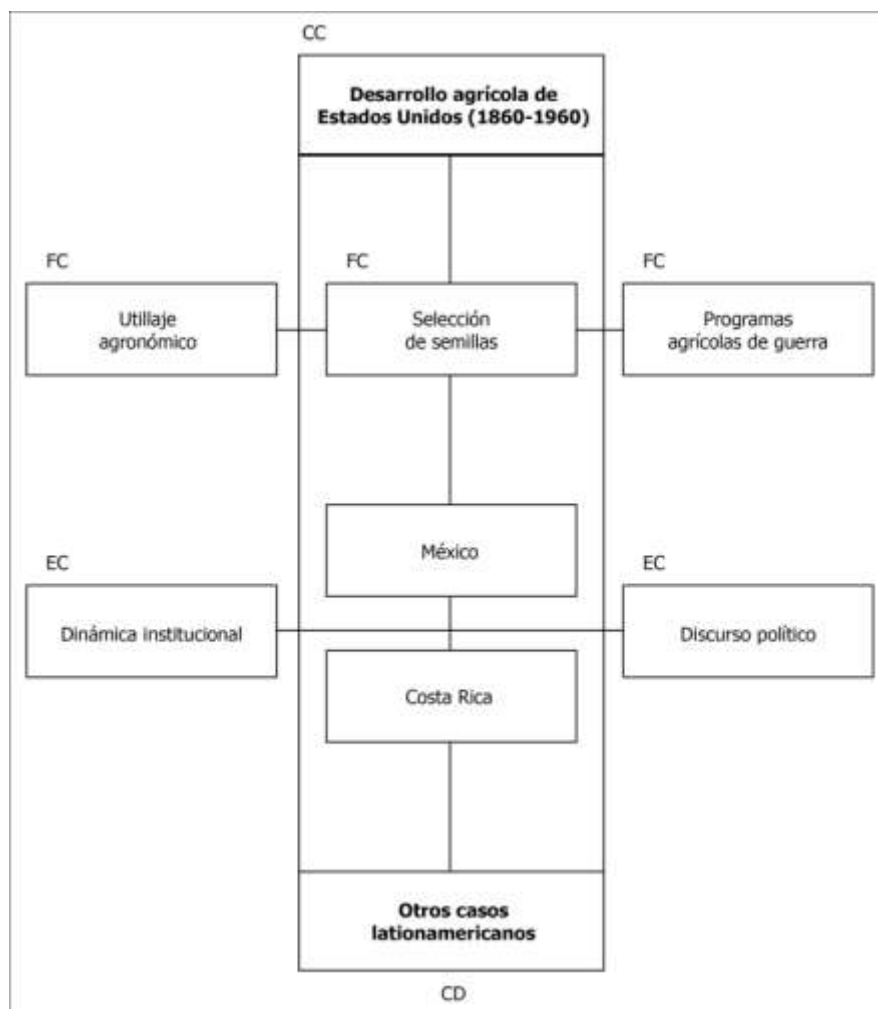 CC
Desarrollo agrícola de
Estados Unidos (1860-1960)
FC
FC
FC
Utillaje
agronómico
Selección
de semillas
Programas
agrícolas de guerra
México
EC
EC
Dinámica institucional
Discurso político
Costa Rica
Otros casos
lationamericanos
CD